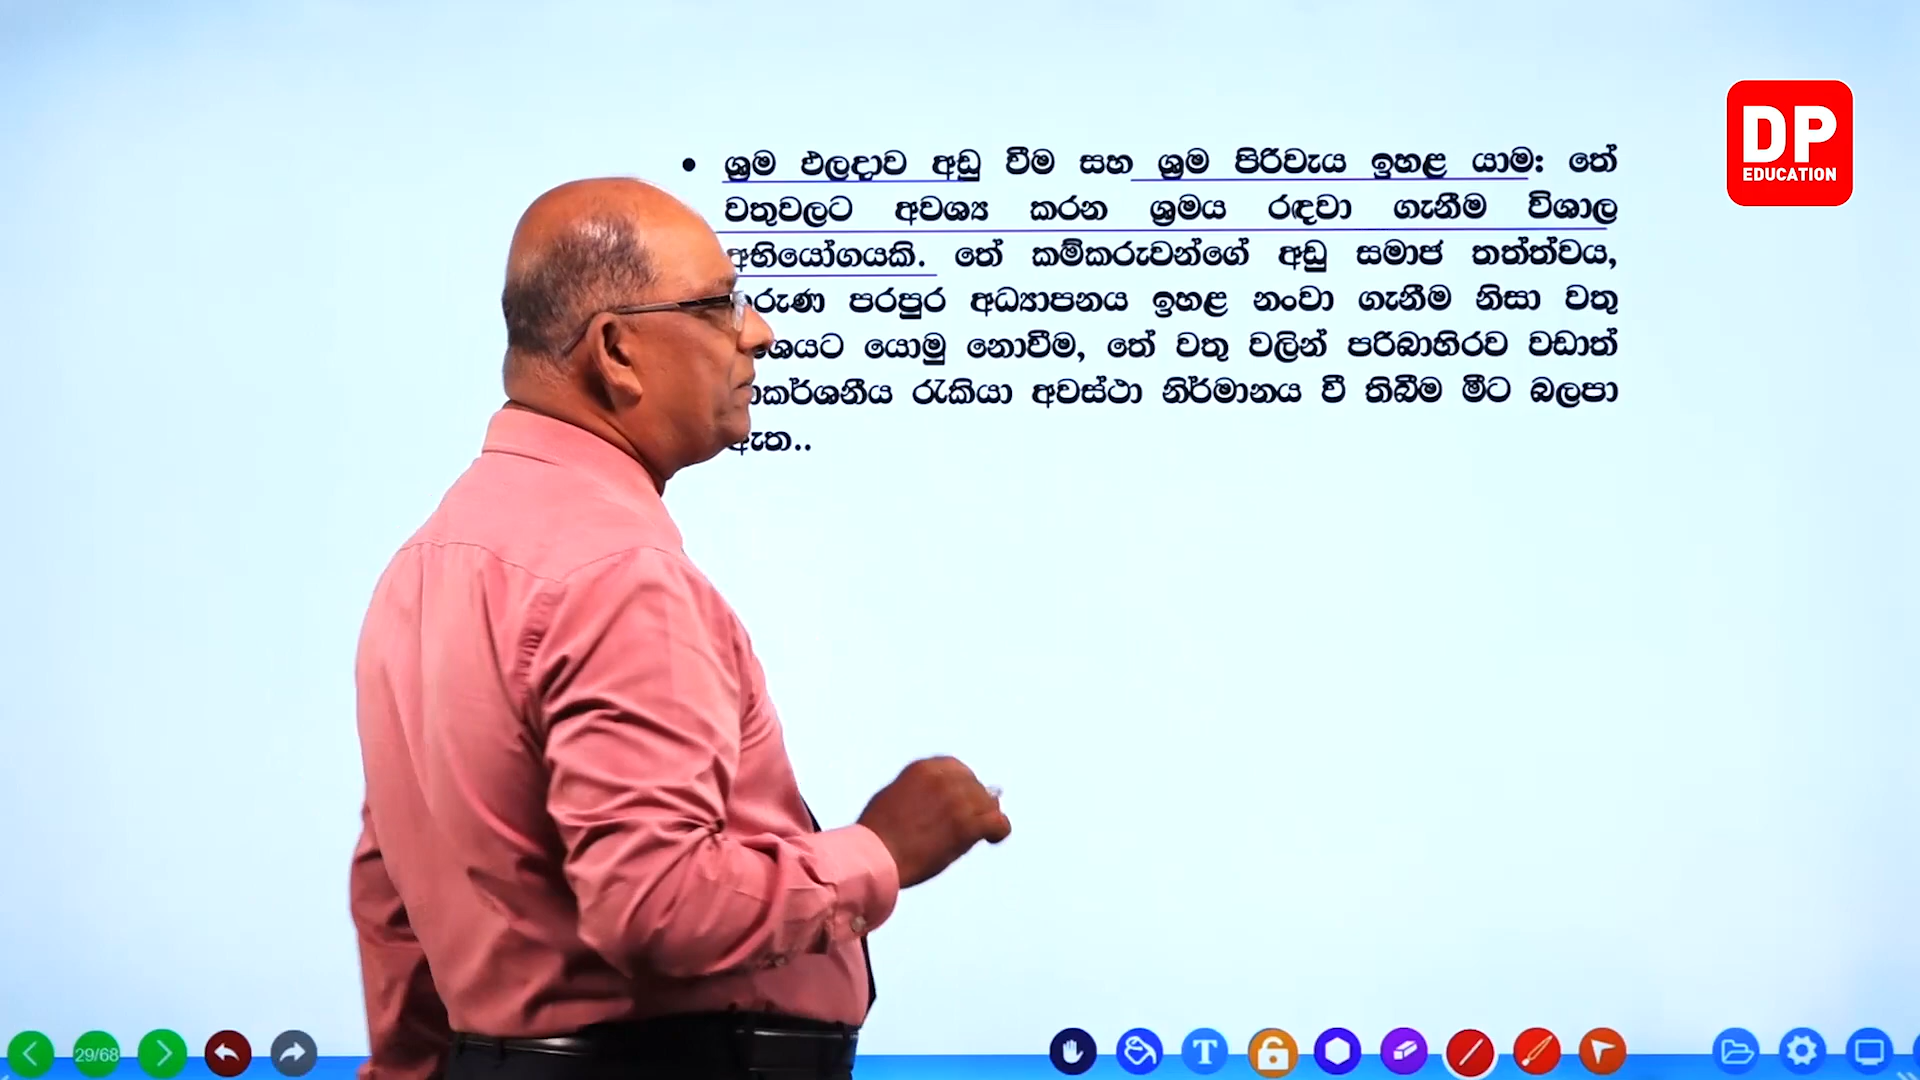 DP
EDUCATION
• ශ්‍රම ඵලදාව අඩු වීම සහ ශ්‍රම පිරිවැය ඉහළ යාම: තේ
වතුවලට අවශ්‍ය කරන ශ්‍රමය රඳවා ගැනීම විශාල
අභියෝගයකි. තේ කම්කරුවන්ගේ අඩු සමාජ තත්ත්වය,
පරපුර අධ්‍යාපනය ඉහළ නංවා ගැනීම නිසා වතු
යොමු නොවීම, තේ වතු වලින් පරිබාහිරව වඩාත්
රැකියා අවස්ථා නිර්මානය වී තිබීම මීට බලපා
ඇත..
29/68
T